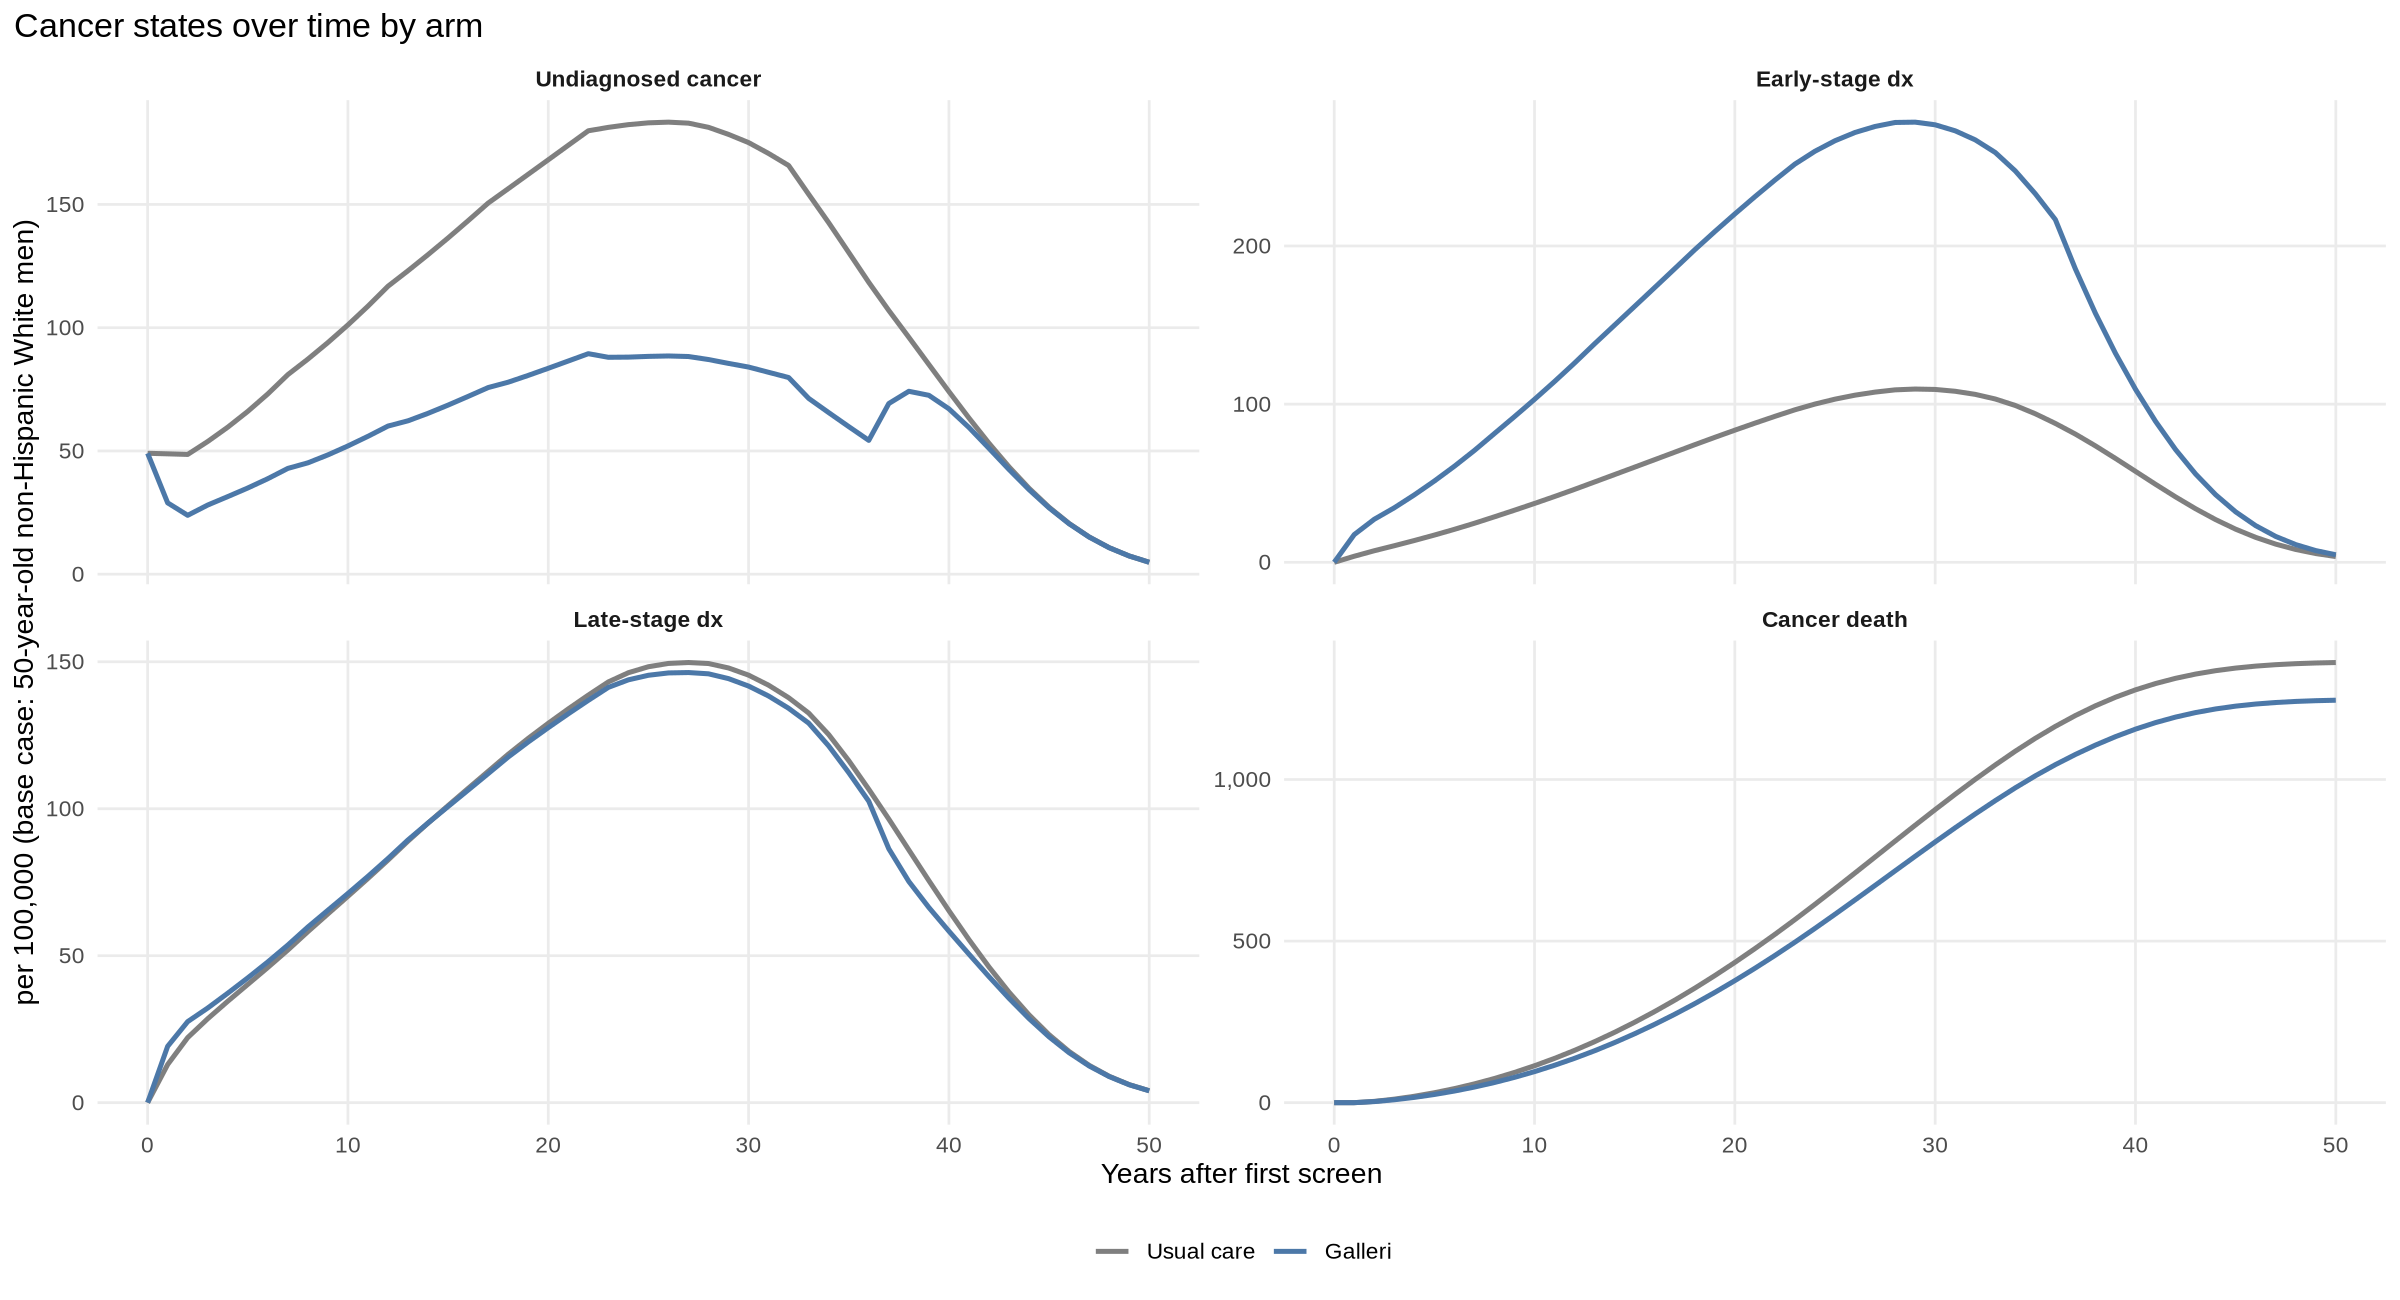 Cancer states over time by arm
per 100,000 (base case: 50-year-old non-Hispanic White men)
Undiagnosed cancer
150
100
50
0
Early-stage dx
200
100
0
Late-stage dx
150
100
50
0
0 10 20 30 40 50
Cancer death
1,000
500
0
0 10 20 30 40 50
Years after first screen
Usual care Galleri